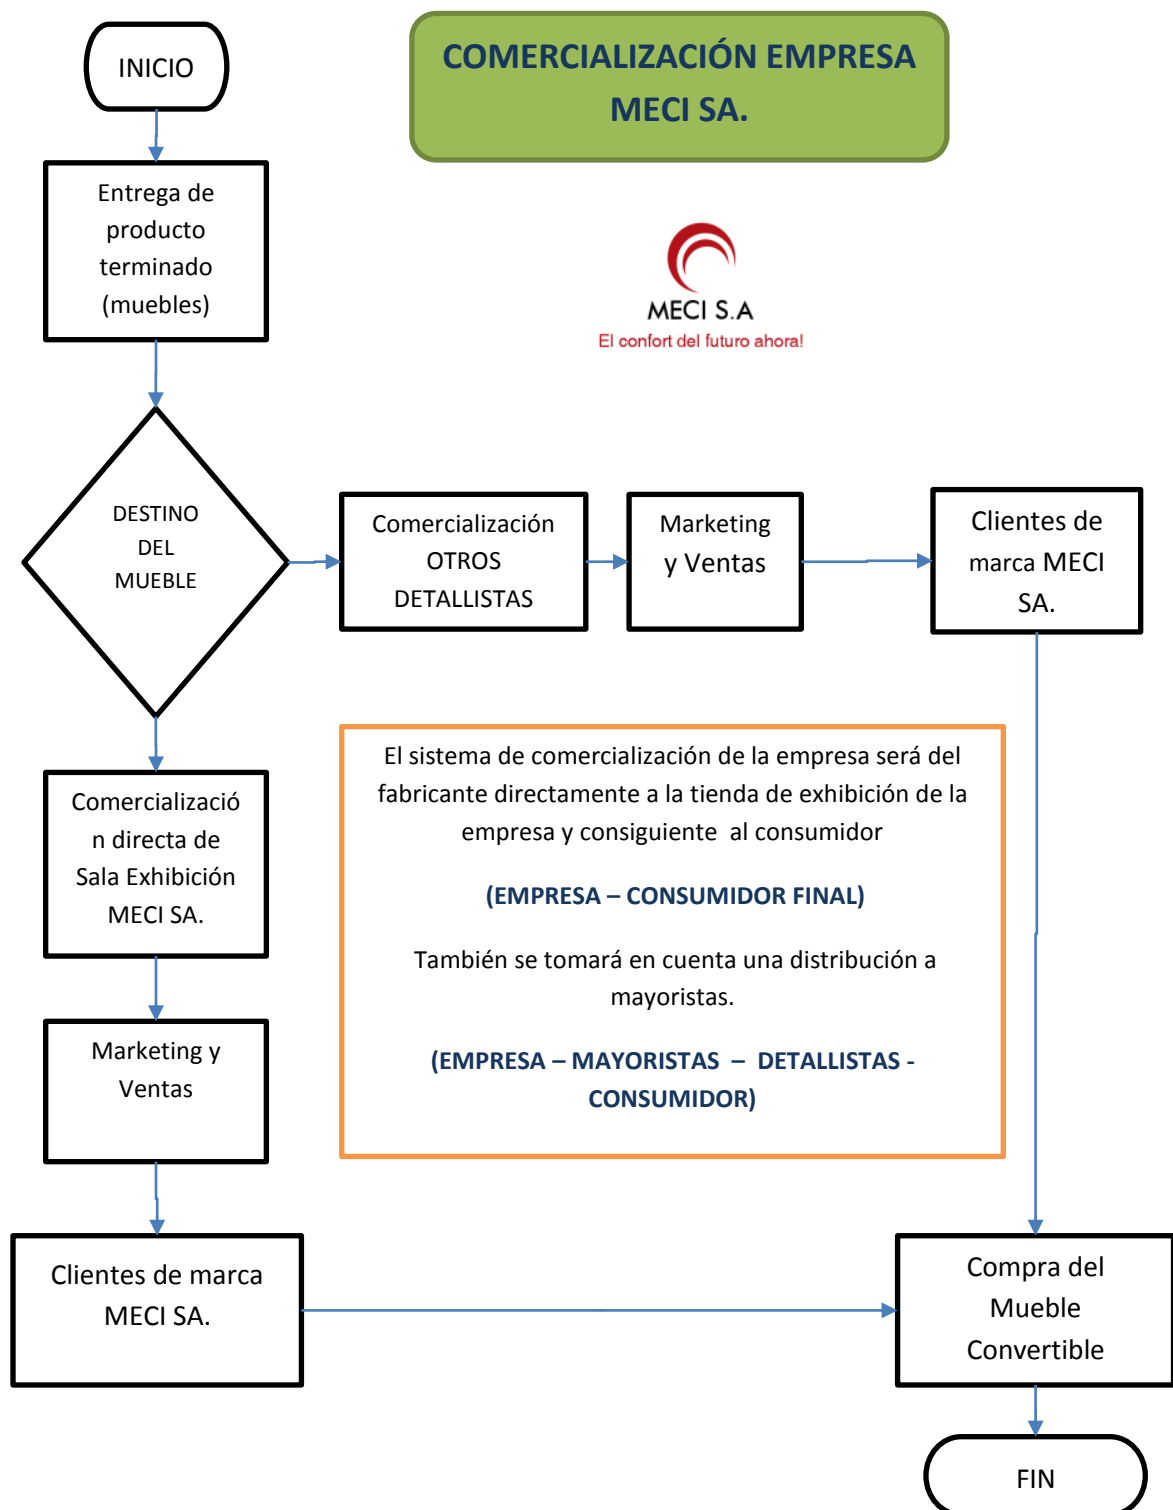 INICIO
COMERCIALIZACIÓN EMPRESA
MECI SA.
Entrega de
producto
terminado
(muebles)
MECI S.A
El confort del futuro ahora!
DESTINO
DEL
MUEBLE
Comercialización
OTROS
DETALLISTAS
Marketing
y Ventas
Clientes de
marca MECI
SA.
Comercializació
n directa de
Sala Exhibición
MECI SA.
El sistema de comercialización de la empresa será del
fabricante directamente a la tienda de exhibición de la
empresa y consiguiente al consumidor
(EMPRESA – CONSUMIDOR FINAL)
También se tomará en cuenta una distribución a
mayoristas.
(EMPRESA – MAYORISTAS – DETALLISTAS -
CONSUMIDOR)
Marketing y
Ventas
Clientes de marca
MECI SA.
Compra del
Mueble
Convertible
FIN